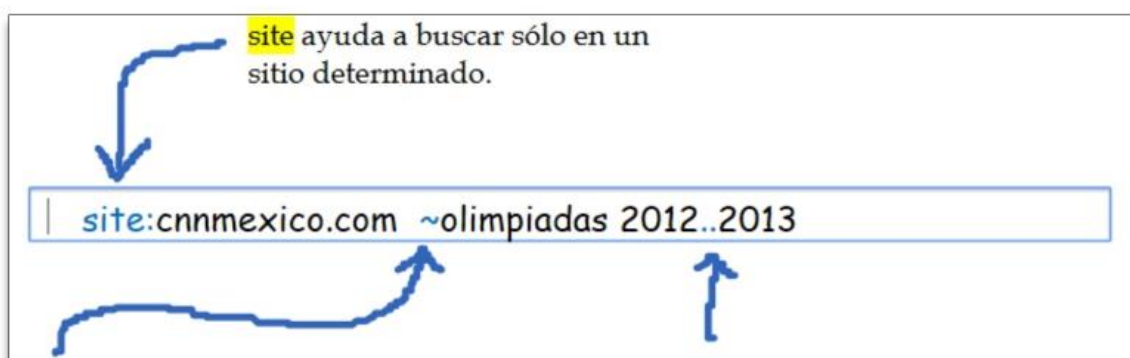 site ayuda a buscar sólo en un
sitio determinado.
site:cnnmexico.com ~olimpiadas 2012..2013